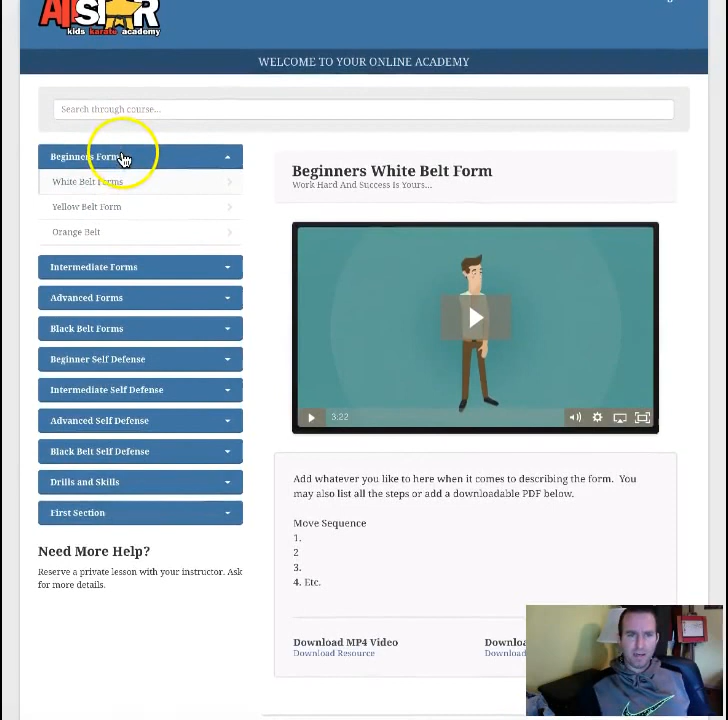 All STAR
kids karate academy
WELCOME TO YOUR ONLINE ACADEMY
Search through course...
Beginners Forms
White Belt Forms
Yellow Belt Form
Orange Belt
Intermediate Forms
Advanced Forms
Black Belt Forms
Beginner Self Defense
Intermediate Self Defense
Advanced Self Defense
Black Belt Self Defense
Drills and Skills
First Section
Need More Help?
Reserve a private lesson with your instructor. Ask
for more details.
Beginners White Belt Form
Work Hard And Success Is Yours...
3:22
Add whatever you like to here when it comes to describing the form. You
may also list all the steps or add a downloadable PDF below.
Move Sequence
1.
2
3.
4. Etc.
Download MP4 Video
Download Resource